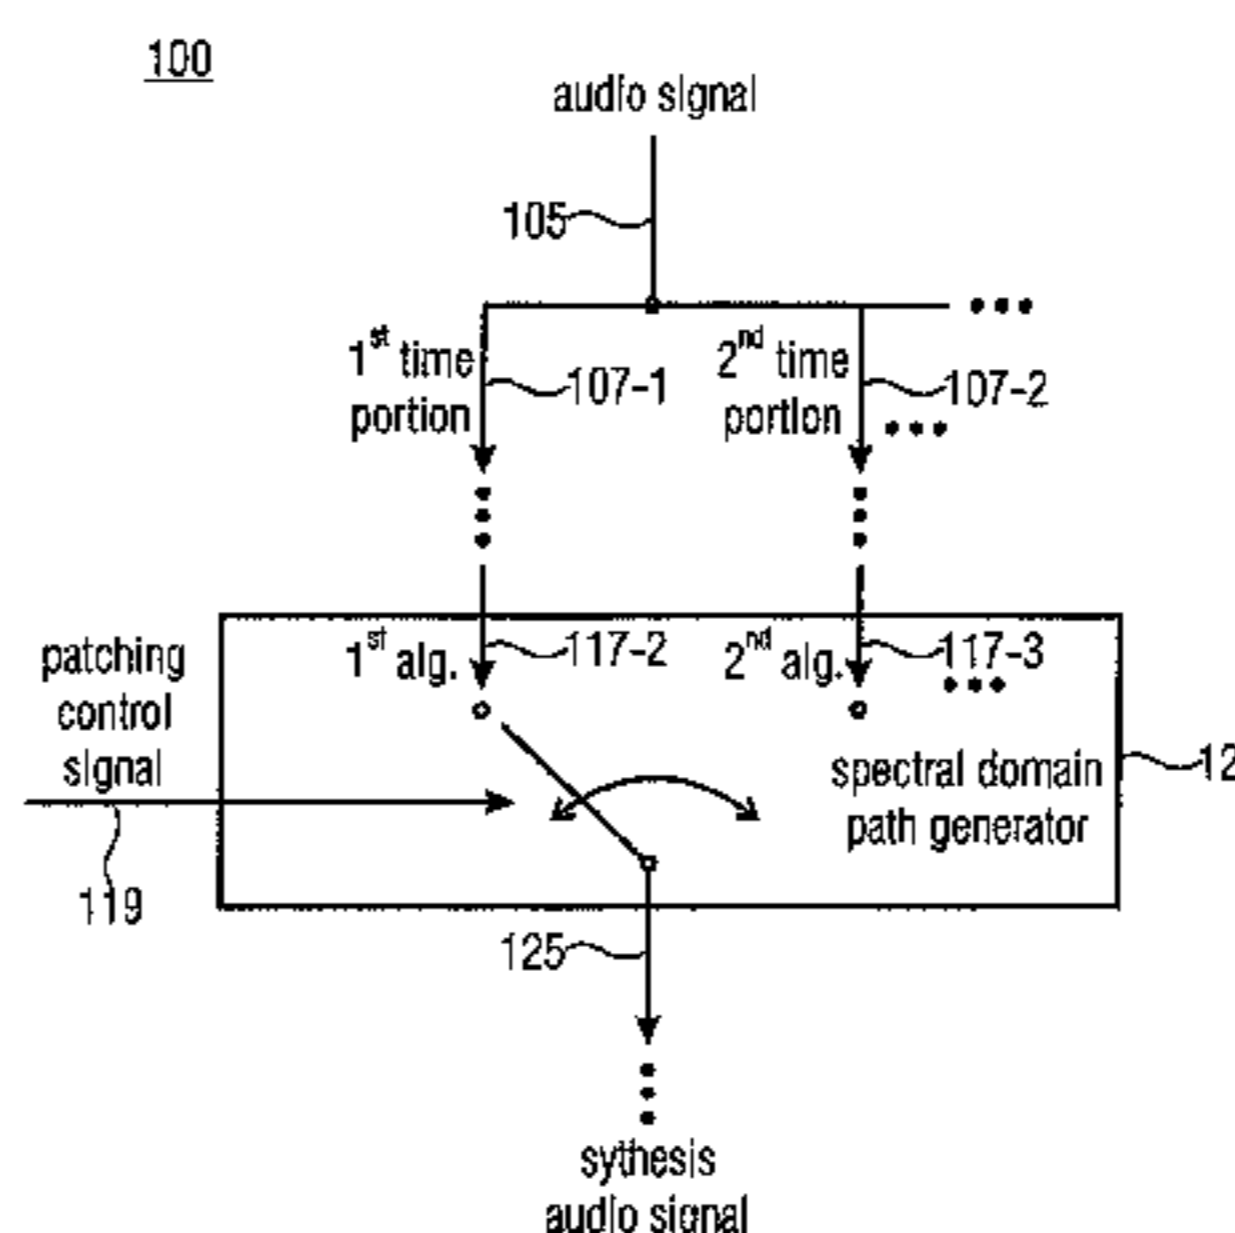 100
audio signal
105
1st time
portion
107-1
2nd time
portion
107-2
patching
control
signal
1st alg.
117-2
2nd alg.
117-3
spectral domain
path generator
12
119
125
sythesis
audio signal